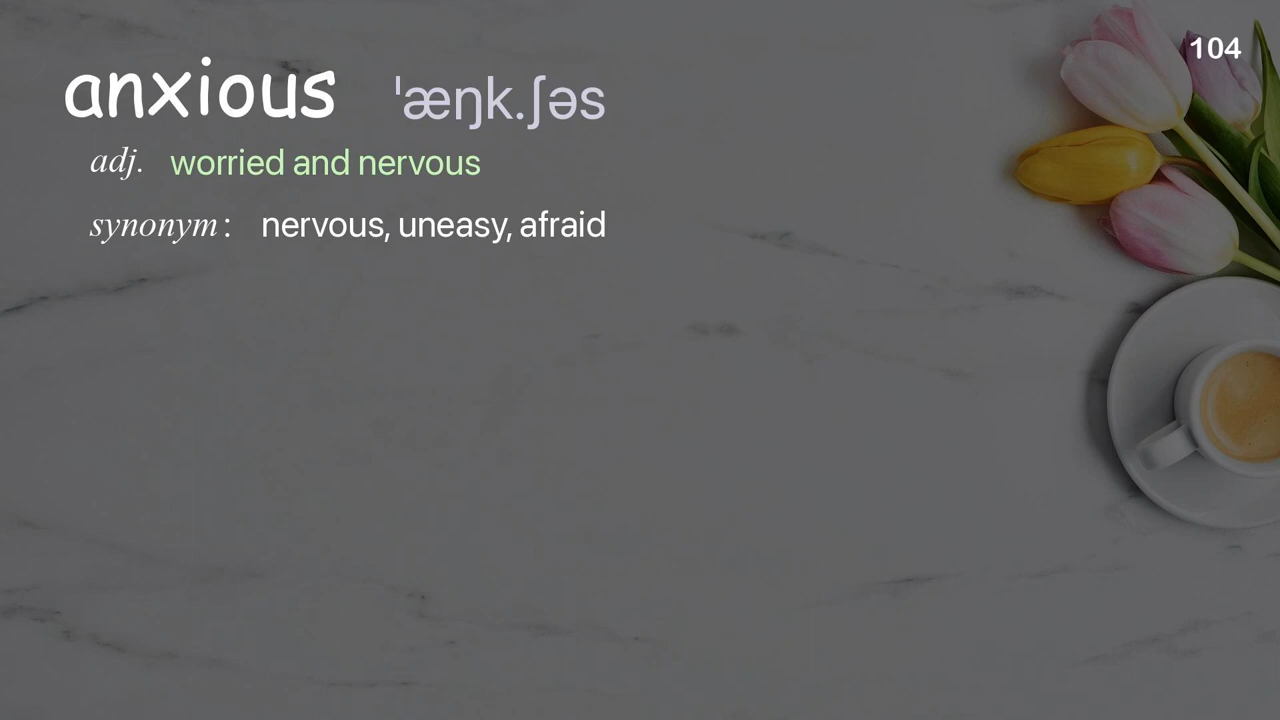 104
anxious ˈæŋk.ʃəs
adj. worried and nervous
synonym: nervous, uneasy, afraid